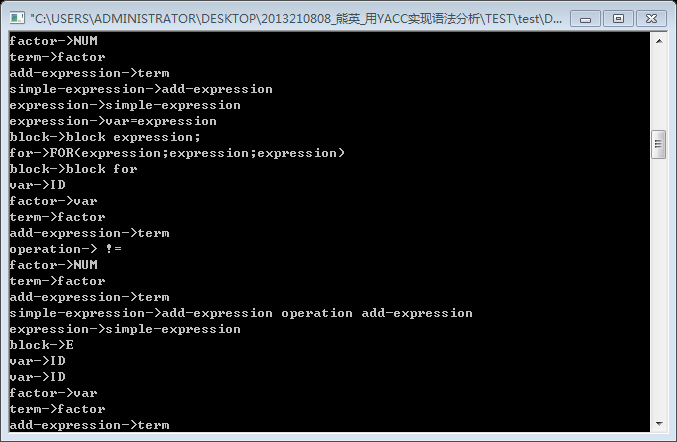 "C:\USERS\ADMINISTRATOR\DESKTOP\2013210808_熊英_用YACC实现语法分析\TEST\test\D...
factor->NUM
term->factor
add-expression->term
simple-expression->add-expression
expression->simple-expression
expression->var=expression
block->block expression;
for->FOR(expression;expression;expression)
block->block for
var->ID
factor->var
term->factor
add-expression->term
operation-> !=
factor->NUM
term->factor
add-expression->term
simple-expression->add-expression operation add-expression
expression->simple-expression
block->E
var->ID
var->ID
factor->var
term->factor
add-expression->term